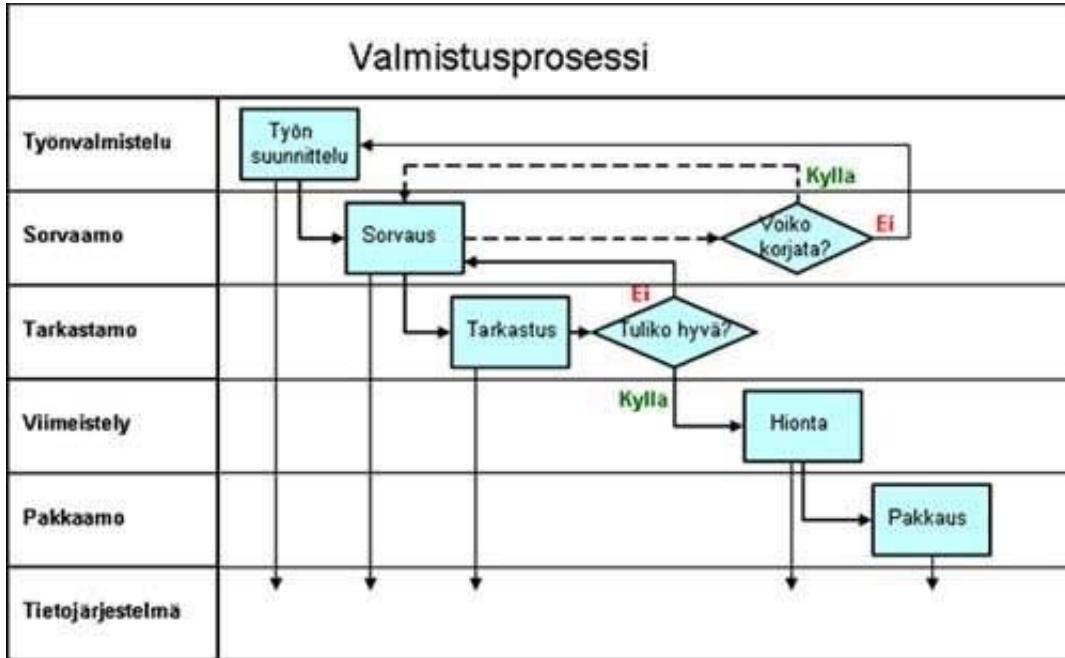 Valmistusprosessi
Työnvalmistelu
Työn
suunnittelu
Kylla
Sorvaamo
Sorvaus
Voiko
korjata?
Ei
Ei
Tarkastamo
Tarkastus
Tuliko hyvä?
Kylla
Viimeistely
Hionta
Pakkaamo
Pakkaus
Tietojärjestelmä